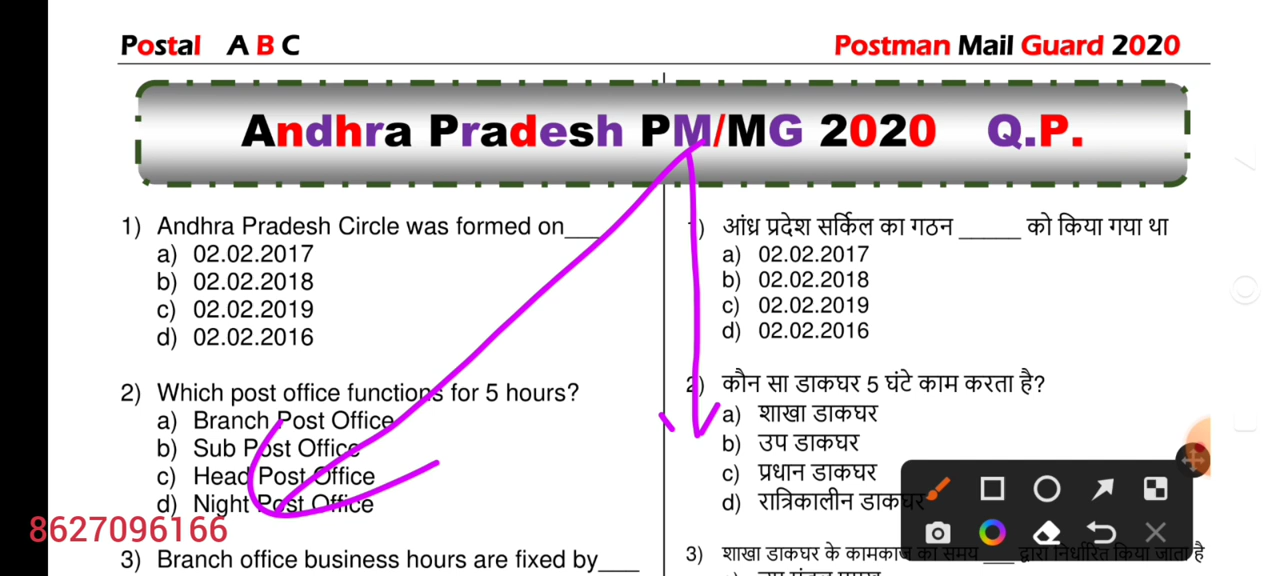 Postal A B C
Postman Mail Guard 2020
Andhra Pradesh PM/MG 2020 Q.P.
1) Andhra Pradesh Circle was formed on___
a) 02.02.2017
b) 02.02.2018
c) 02.02.2019
d) 02.02.2016
2) Which post office functions for 5 hours?
a) Branch Post Office
b) Sub Post Office
c) Head Post Office
d) Night Post Office
8627096166
3) Branch office business hours are fixed by___
1) आंध्र प्रदेश सर्किल का गठन _____ को किया गया था
a) 02.02.2017
b) 02.02.2018
c) 02.02.2019
d) 02.02.2016
2) कौन सा डाकघर 5 घंटे काम करता है?
a) शाखा डाकघर
b) उप डाकघर
c) प्रधान डाकघर
d) रात्रिकालीन डाकघर
3) शाखा डाकघर के कामकाज का समय ___ द्वारा निर्धारित किया जाता है